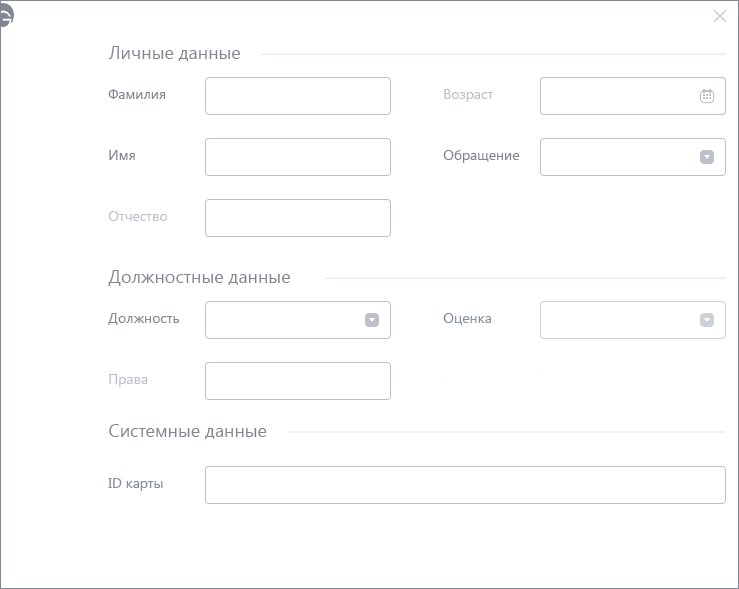 Личные данные
Фамилия
Возраст
Имя
Обращение
Отчество
Должностные данные
Должность
Оценка
Права
Системные данные
ID карты